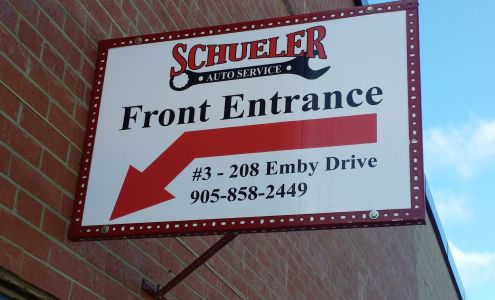 SCHUELER
• AUTO SERVICE •
Front Entrance
#3 - 208 Emby Drive
905-858-2449